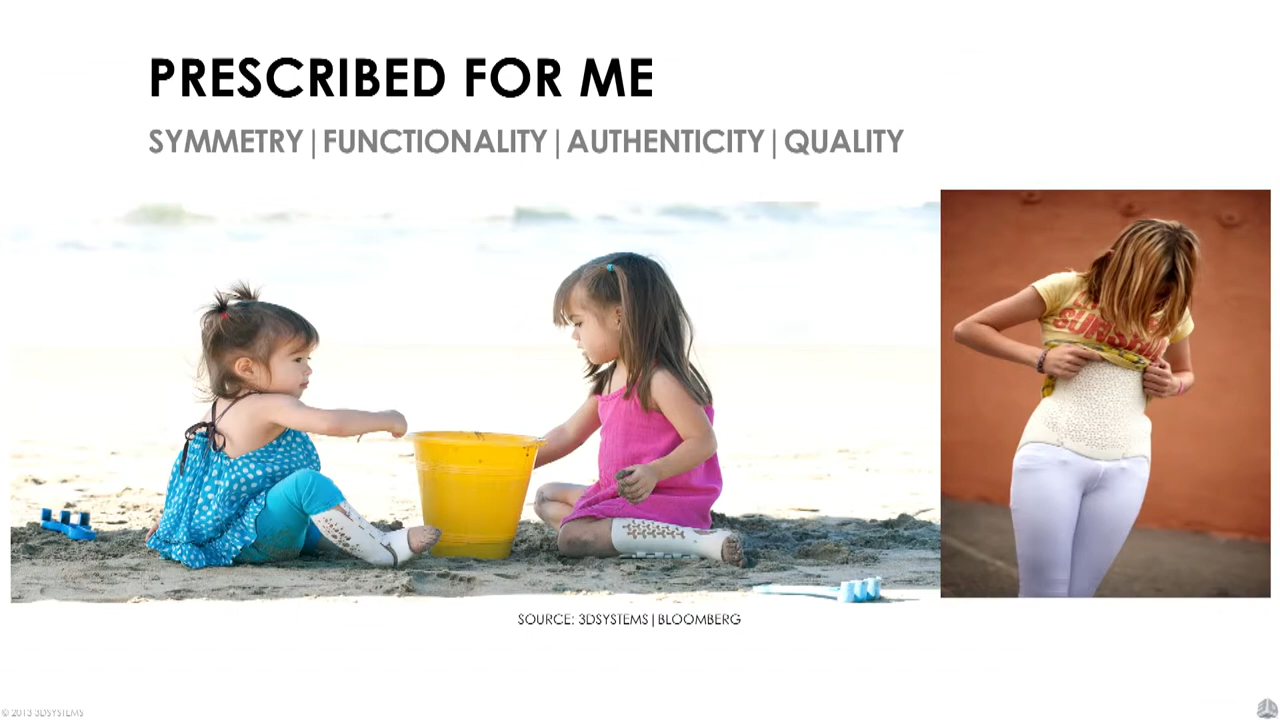 PRESCRIBED FOR ME
SYMMETRY | FUNCTIONALITY | AUTHENTICITY | QUALITY
SOURCE: 3DSYSTEMS | BLOOMBERG
© 2013 3DSYSTEMS